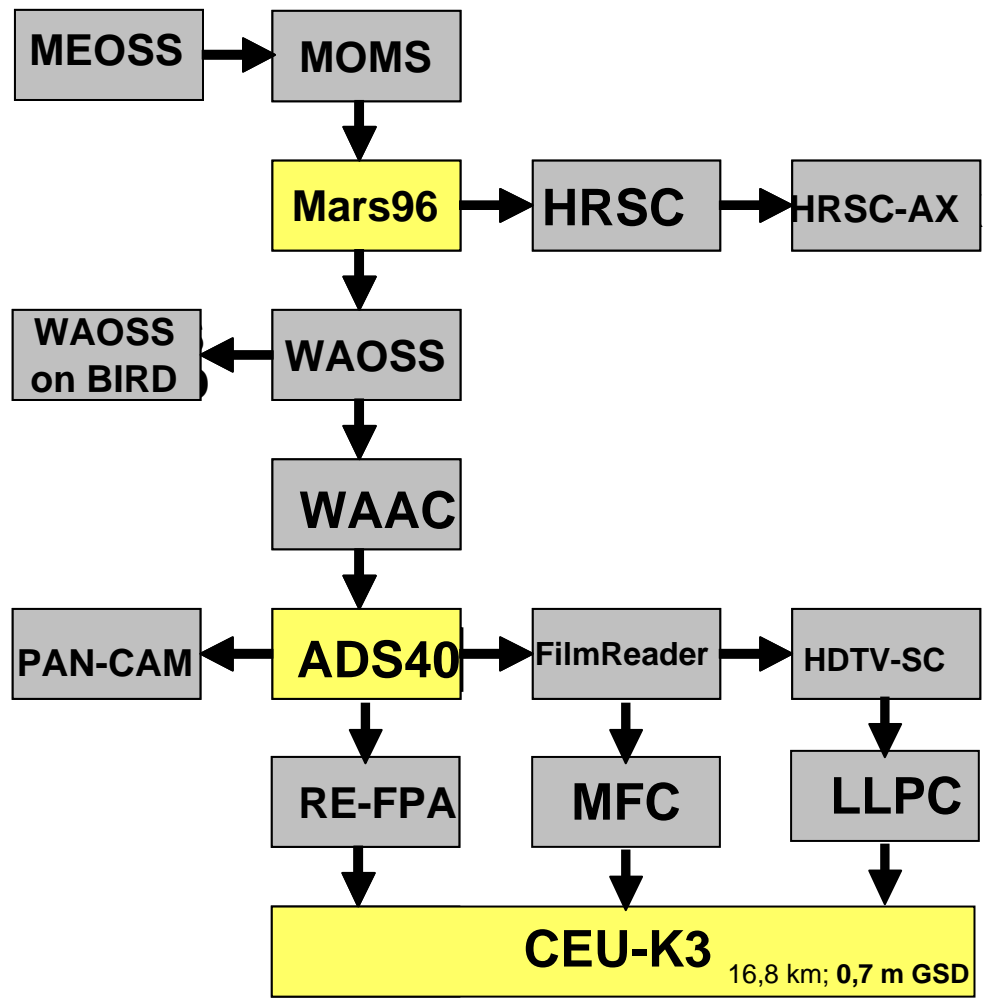 MEOSS
MOMS
Mars96
HRSC
HRSC-AX
WAOSS
on BIRD
WAOSS
WAAC
PAN-CAM
ADS40
FilmReader
HDTV-SC
RE-FPA
MFC
LLPC
CEU-K3
16,8 km; 0,7 m GSD